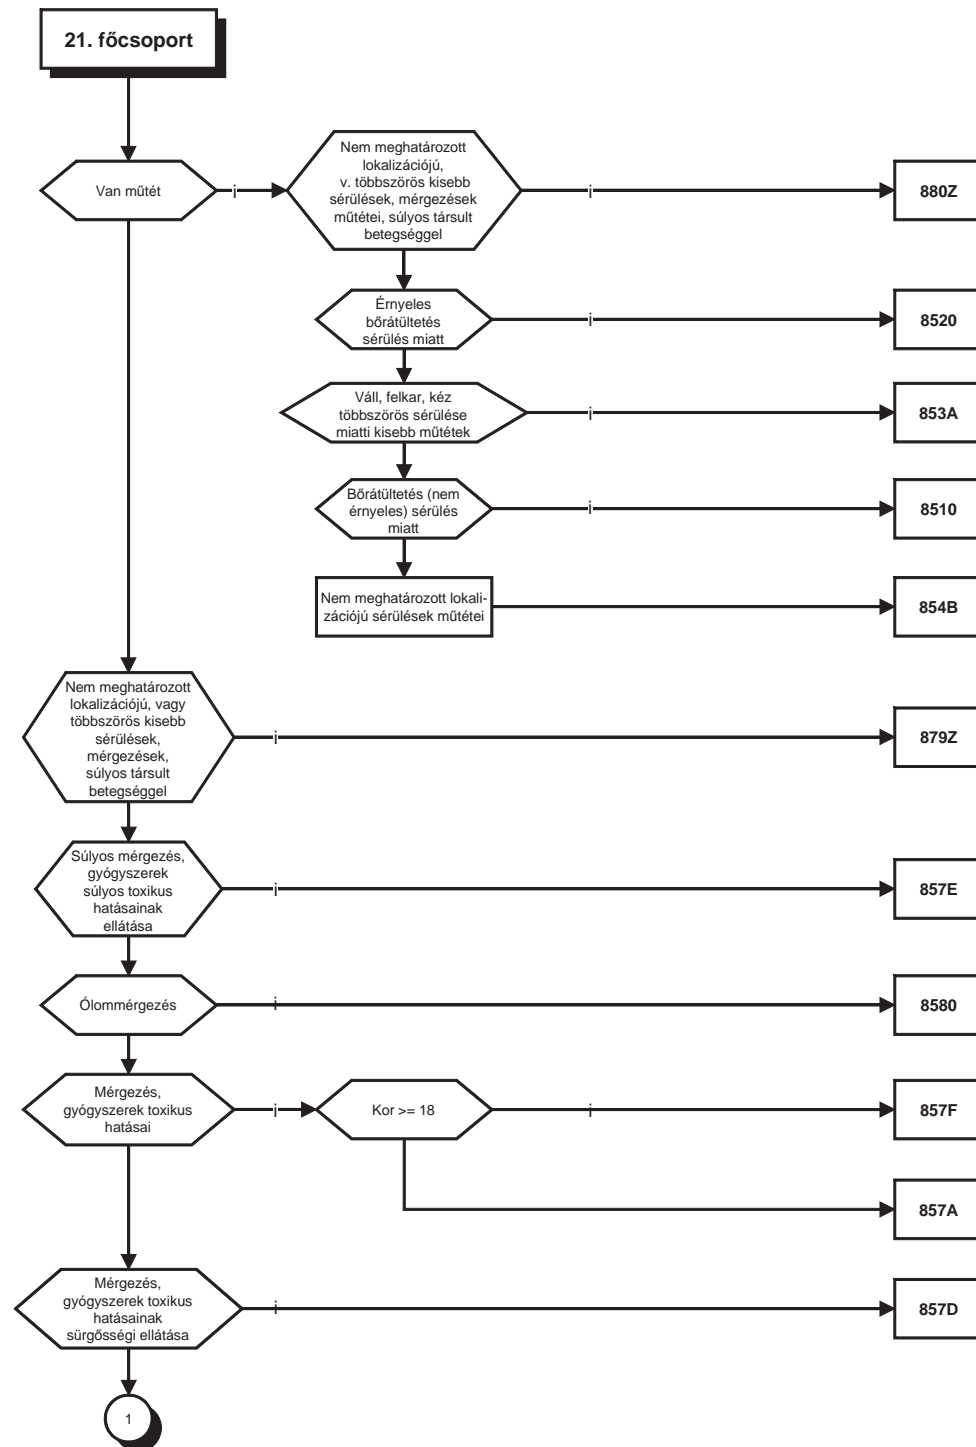 21. főcsoport
Van műtét
i
Nem meghatározott
lokalizációjú,
v. többszörös kisebb
sérülések, mérgezések
műtétei, súlyos társult
betegséggel
i
880Z
Érnyeles
bőrátültetés
sérülés miatt
i
8520
Váll, felkar, kéz
többszörös sérülése
miatti kisebb műtétek
i
853A
Bőrátültetés (nem
érnyeles) sérülés
miatt
i
8510
Nem meghatározott lokali-
zációjú sérülések műtétei
854B
Nem meghatározott
lokalizációjú, vagy
többszörös kisebb
sérülések,
mérgezések,
súlyos társult
betegséggel
i
879Z
Súlyos mérgezés,
gyógyszerek
súlyos toxikus
hatásainak
ellátása
i
857E
Ólommérgezés
i
8580
Mérgezés,
gyógyszerek toxikus
hatásai
i
Kor >= 18
i
857F
857A
Mérgezés,
gyógyszerek toxikus
hatásainak
sürgősségi ellátása
i
857D
1